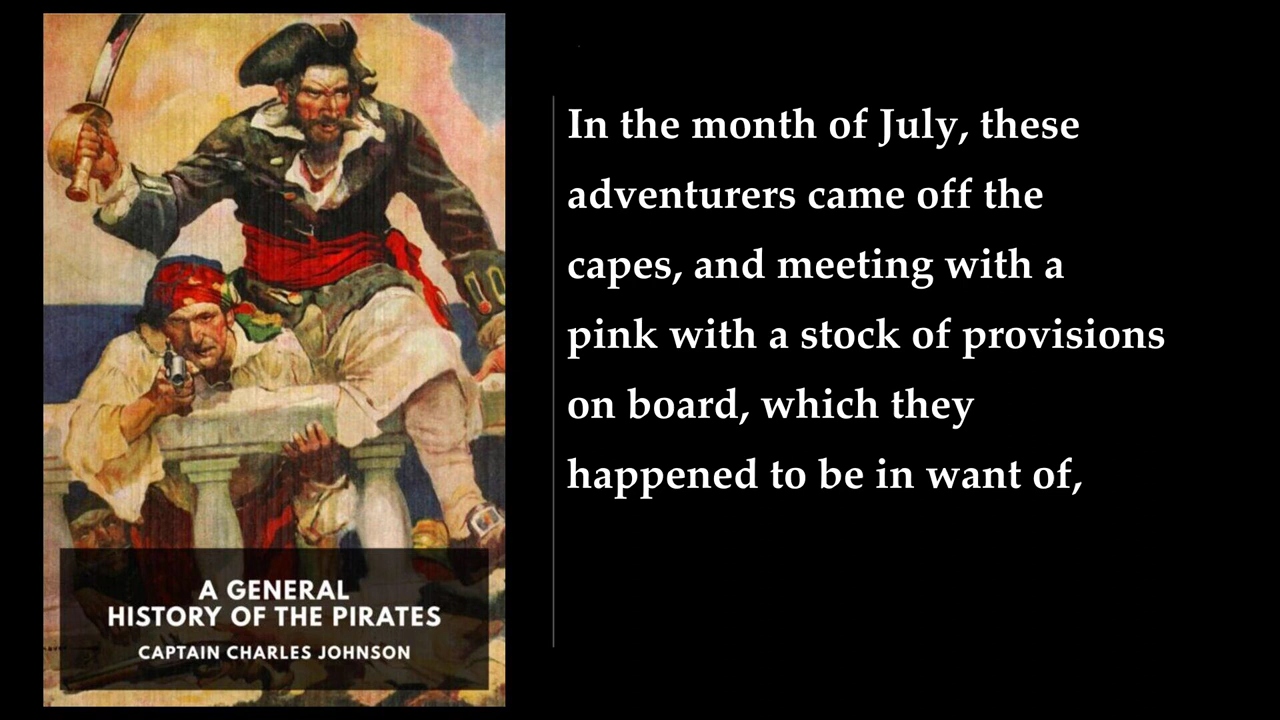 A GENERAL
HISTORY OF THE PIRATES
CAPTAIN CHARLES JOHNSON
In the month of July, these
adventurers came off the
capes, and meeting with a
pink with a stock of provisions
on board, which they
happened to be in want of,